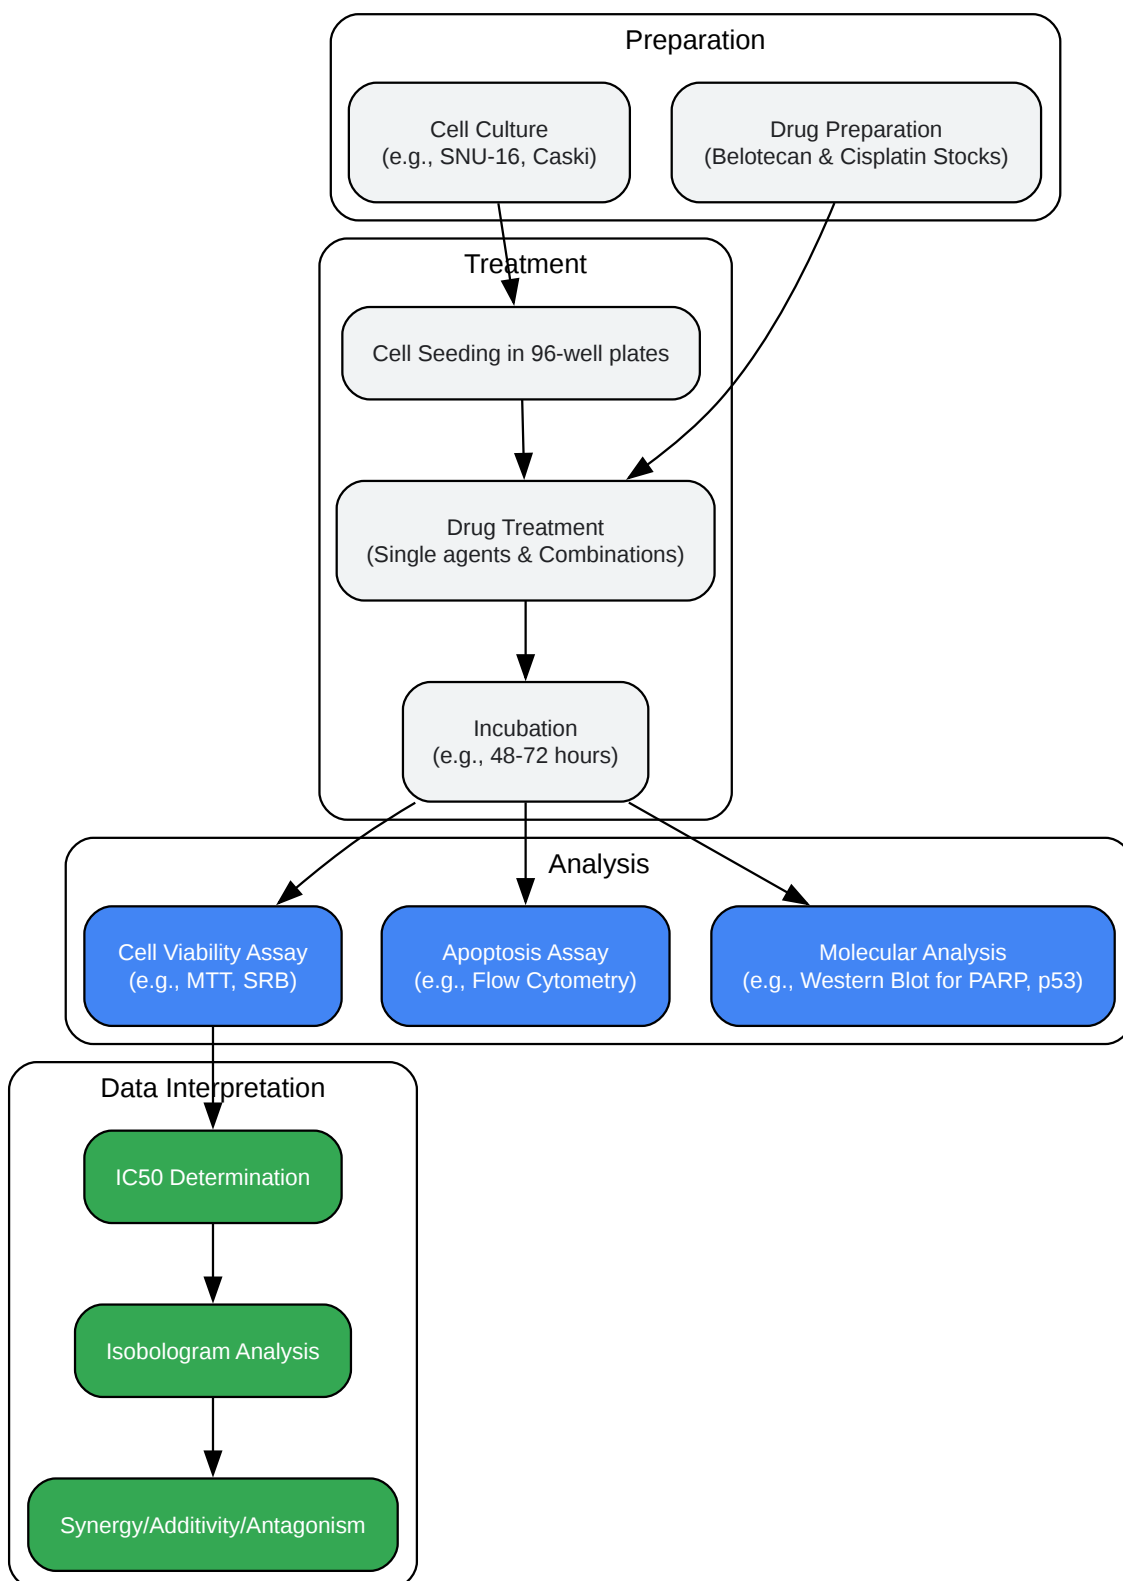 Preparation
Cell Culture
(e.g., SNU-16, Caski)
Drug Preparation
(Belotecan & Cisplatin Stocks)
Treatment
Cell Seeding in 96-well plates
Drug Treatment
(Single agents & Combinations)
Incubation
(e.g., 48-72 hours)
Analysis
Cell Viability Assay
(e.g., MTT, SRB)
Apoptosis Assay
(e.g., Flow Cytometry)
Molecular Analysis
(e.g., Western Blot for PARP, p53)
Data Interpretation
IC50 Determination
Isobologram Analysis
Synergy/Additivity/Antagonism